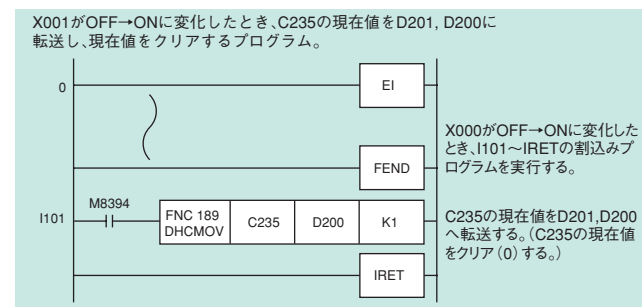 X001がOFF→ONに変化したとき、C235の現在値をD201, D200に
転送し、現在値をクリアするプログラム。
0
EI
FEND
X000がOFF→ONに変化した
とき、I101～IRETの割込みプ
ログラムを実行する。
I101
M8394
FNC 189
DHCMOV
C235
D200
K1
C235の現在値をD201,D200
へ転送する。(C235の現在値
をクリア(0)する。)
IRET